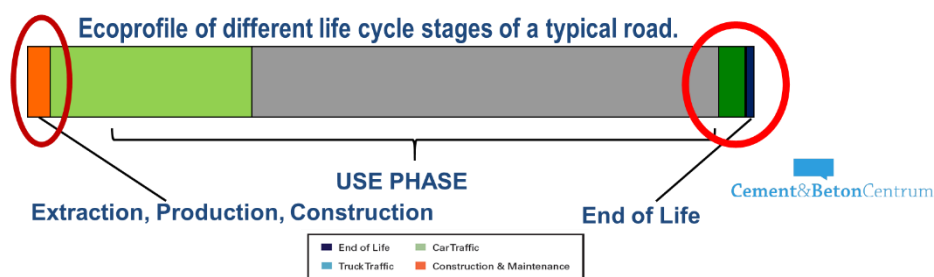 Ecoprofile of different life cycle stages of a typical road.
USE PHASE
Extraction, Production, Construction
End of Life
Cement&BetonCentrum
End of Life
CarTraffic
TruckTraffic
Construction & Maintenance